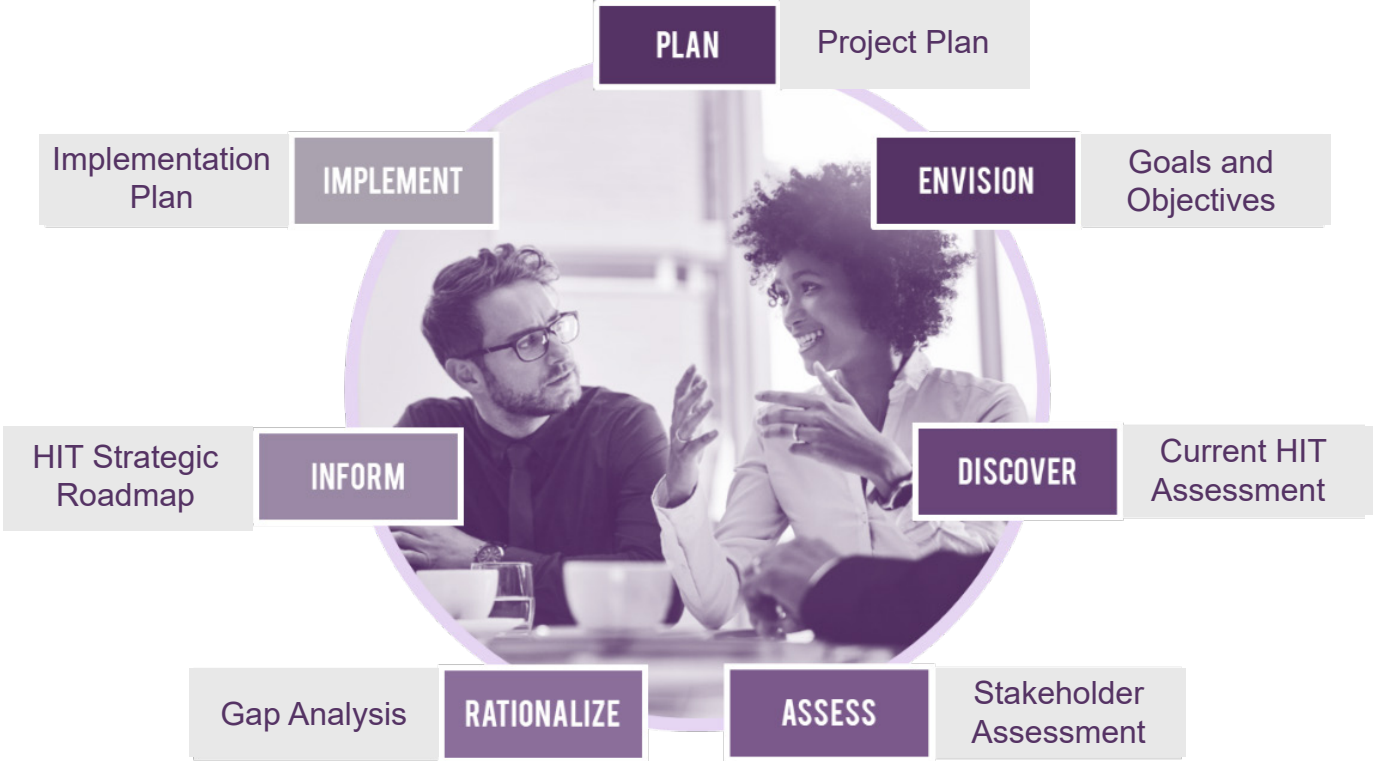 PLAN
Project Plan
ENVISION
Goals and
Objectives
DISCOVER
Current HIT
Assessment
ASSESS
Stakeholder
Assessment
RATIONALIZE
Gap Analysis
INFORM
HIT Strategic
Roadmap
IMPLEMENT
Implementation
Plan